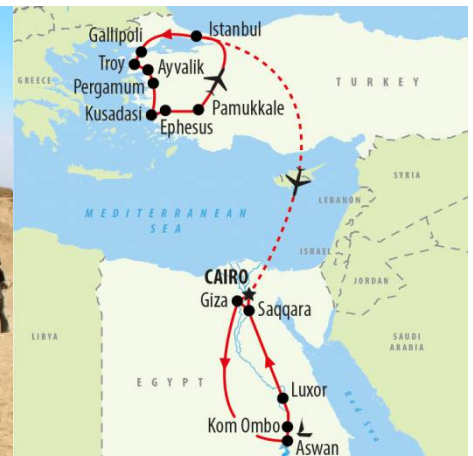 Gallipoli
Istanbul
Troy
Ayvalik
GREECE
Pergamum
TURKEY
Kusadasi
Ephesus
Pamukkale
SYRIA
MEDITERRANEAN
SEA
LEBANON
ISRAEL
CAIRO
JORDAN
Giza
Saqqara
LIBYA
SAUDI
ARABIA
EGYPT
Luxor
Red Sea
Kom Ombo
Aswan